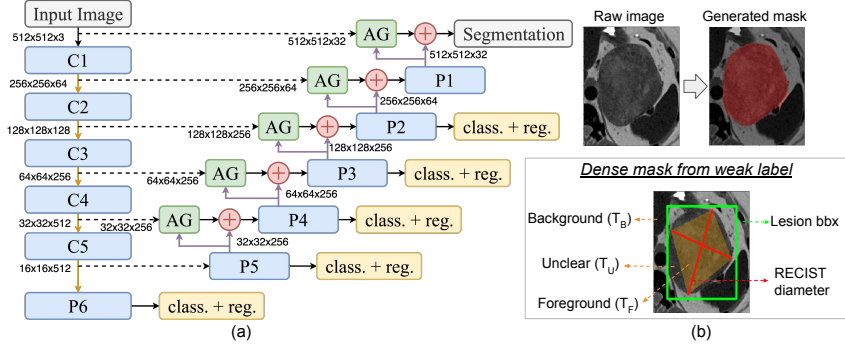 Input Image
512x512x3
512x512x32
AG
+
Segmentation
512x512x32
C1
256x256x64
256x256x64
AG
+
P1
256x256x64
C2
128x128x128
128x128x256
AG
+
P2
class. + reg.
128x128x256
C3
64x64x256
64x64x256
AG
+
P3
class. + reg.
64x64x256
C4
32x32x512
32x32x256
AG
+
P4
class. + reg.
32x32x256
C5
16x16x512
P5
class. + reg.
P6
class. + reg.
(a)
Raw image
Generated mask
Dense mask from weak label
Background (T_B)
Lesion bbx
Unclear (T_U)
RECIST
diameter
Foreground (T_F)
(b)